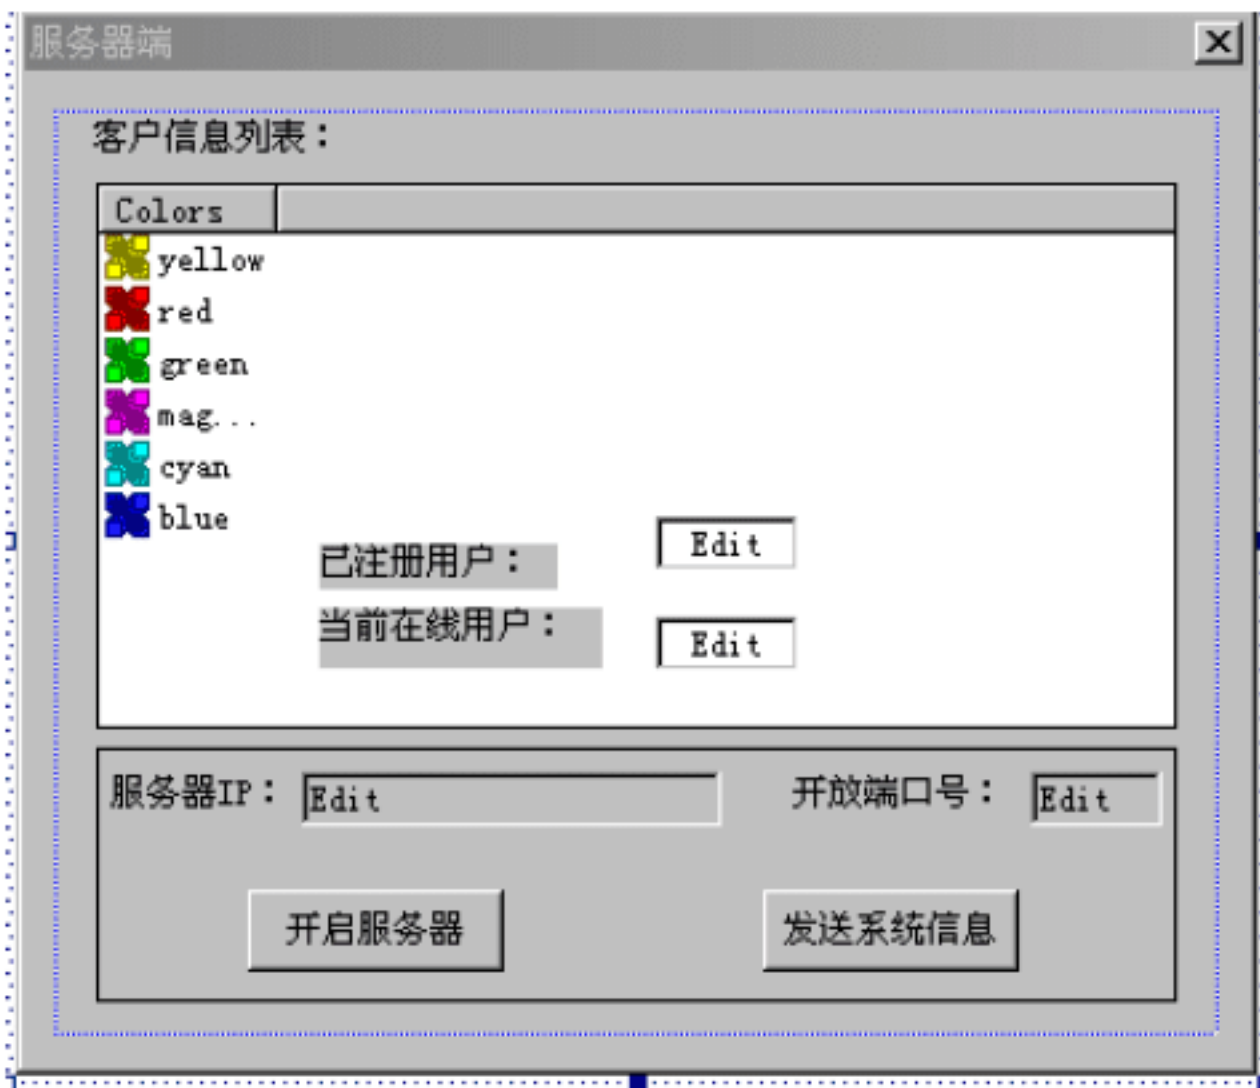 服务器端
客户信息列表：
Colors
yellow
red
green
mag...
cyan
blue
已注册用户： Edit
当前在线用户： Edit
服务器IP： Edit 开放端口号： Edit
开启服务器 发送系统信息